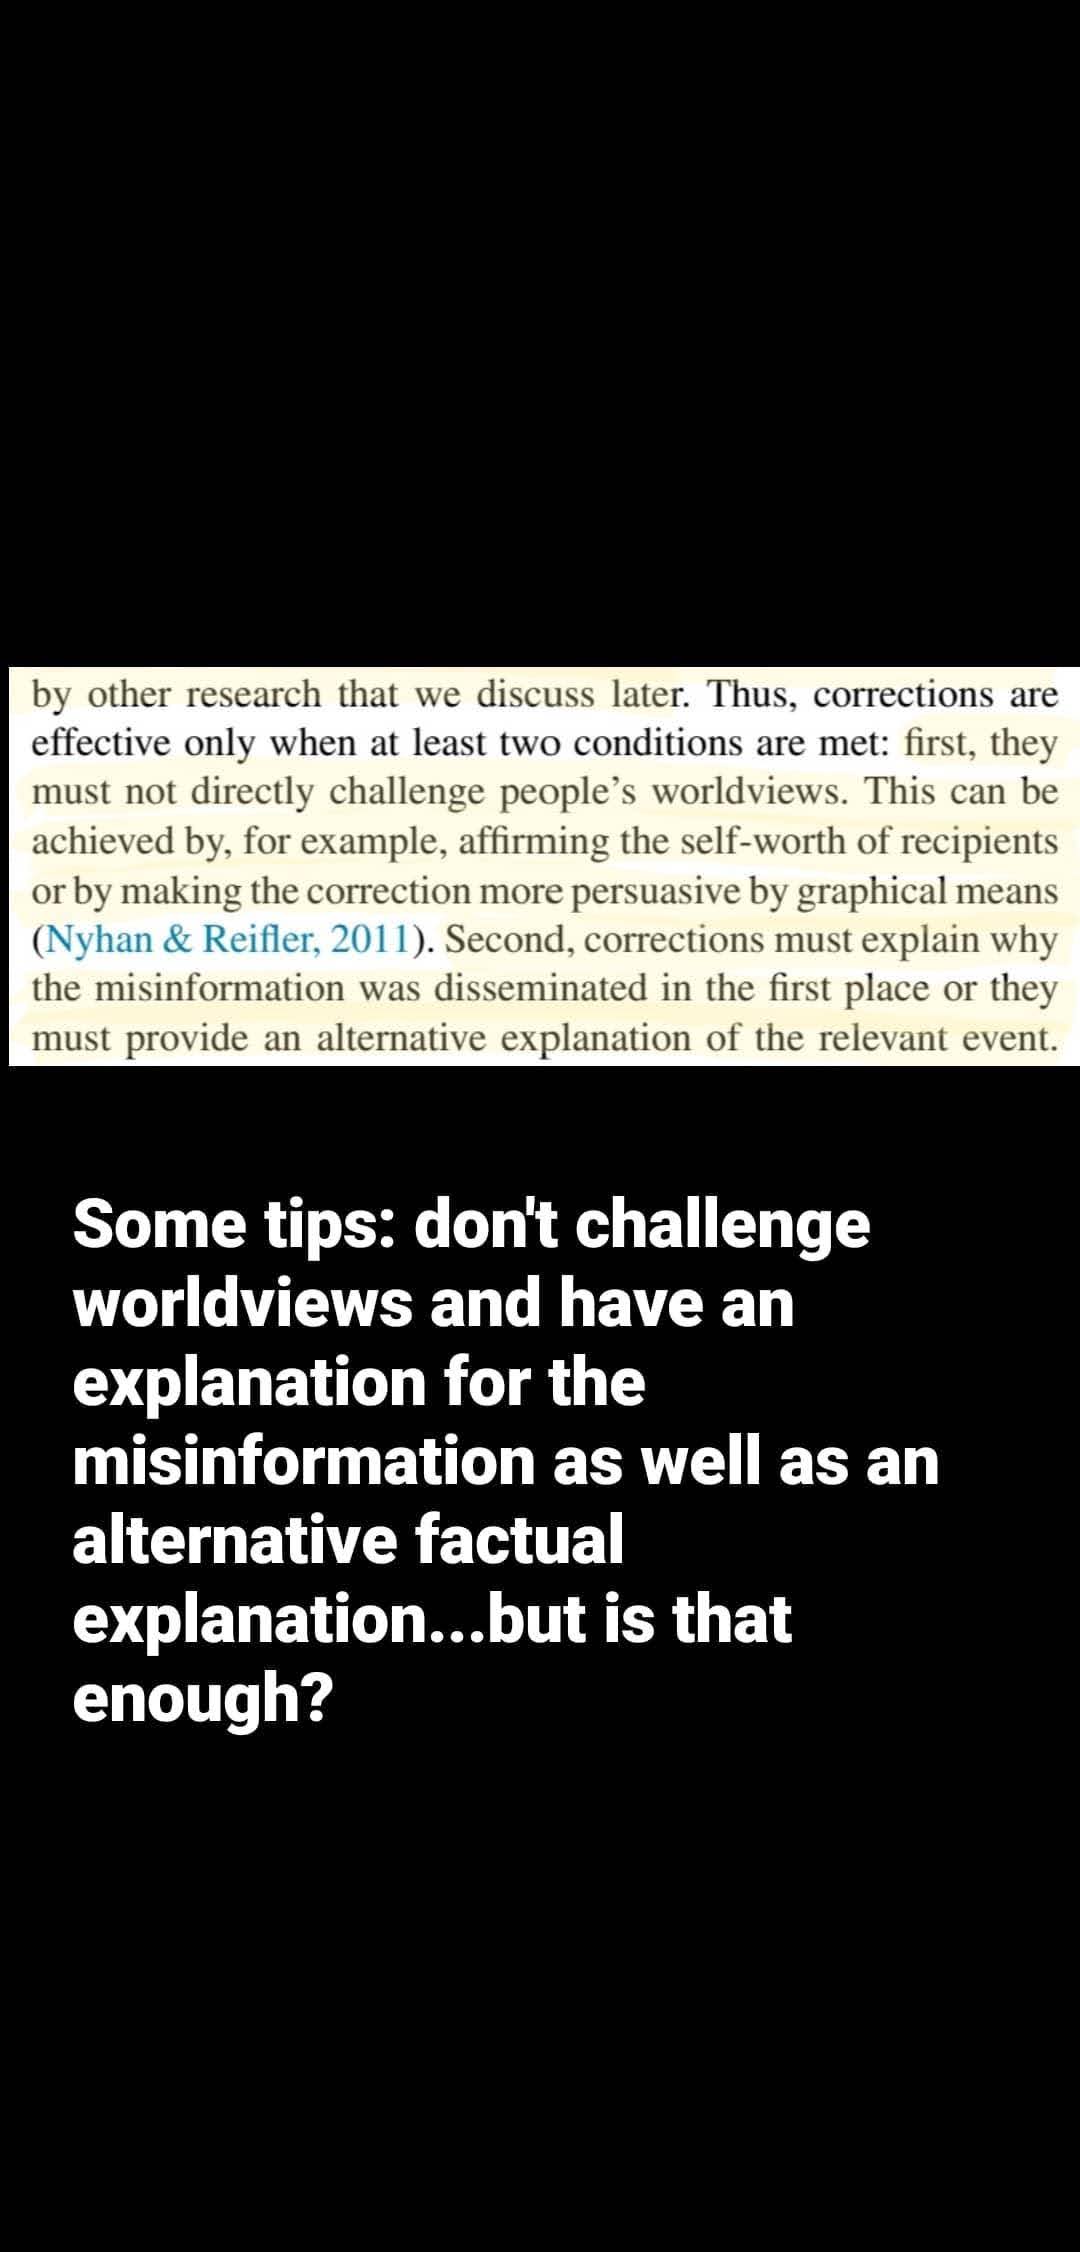 by other research that we discuss later. Thus, corrections are
effective only when at least two conditions are met: first, they
must not directly challenge people’s worldviews. This can be
achieved by, for example, affirming the self-worth of recipients
or by making the correction more persuasive by graphical means
(Nyhan & Reifler, 2011). Second, corrections must explain why
the misinformation was disseminated in the first place or they
must provide an alternative explanation of the relevant event.
Some tips: don't challenge
worldviews and have an
explanation for the
misinformation as well as an
alternative factual
explanation...but is that
enough?